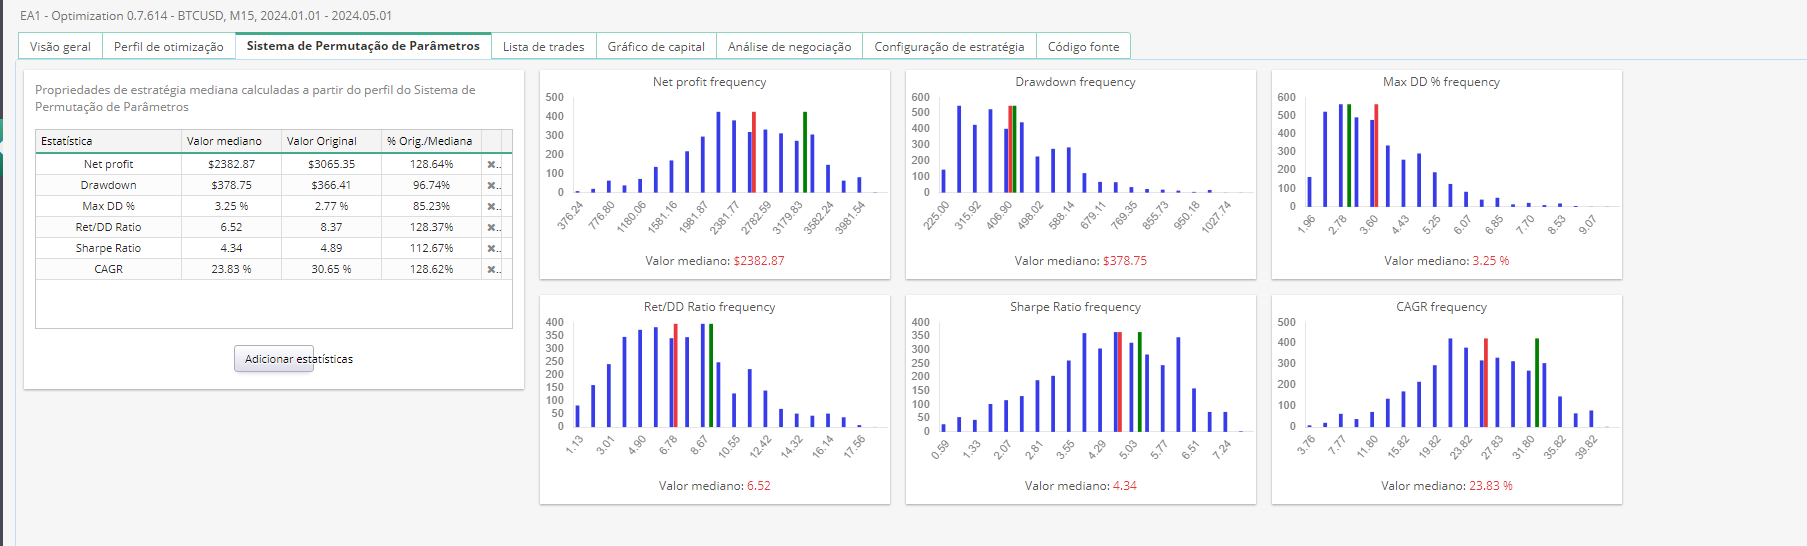 EA1 - Optimization 0.7.614 - BTCUSD, M15, 2024.01.01 - 2024.05.01
Visão geral Perfil de otimização Sistema de Permutação de Parâmetros Lista de trades Gráfico de capital Análise de negociação Configuração de estratégia Código fonte
Propriedades de estratégia mediana calculadas a partir do perfil do Sistema de
Permutação de Parâmetros
Estatística Valor mediano Valor Original % Orig./Mediana
Net profit $2382.87 $3065.35 128.64%
Drawdown $378.75 $366.41 96.74%
Max DD % 3.25 % 2.77 % 85.23%
Ret/DD Ratio 6.52 8.37 128.37%
Sharpe Ratio 4.34 4.89 112.67%
CAGR 23.83 % 30.65 % 128.62%
Adicionar estatísticas
Net profit frequency
500
400
300
200
100
0
376.24 776.80 1180.06 1581.16 1981.87 2381.77 2782.59 3179.83 3582.24 3981.54
Valor mediano: $2382.87
Drawdown frequency
600
500
400
300
200
100
0
225.00 315.92 406.90 498.02 588.14 679.11 769.35 855.73 950.18 1027.74
Valor mediano: $378.75
Max DD % frequency
600
500
400
300
200
100
0
1.96 2.78 3.60 4.43 5.25 6.07 6.85 7.70 8.53 9.07
Valor mediano: 3.25 %
Ret/DD Ratio frequency
400
350
300
250
200
150
100
50
0
1.13 3.01 4.90 6.78 8.67 10.55 12.42 14.32 16.14 17.56
Valor mediano: 6.52
Sharpe Ratio frequency
400
350
300
250
200
150
100
50
0
0.59 1.33 2.07 2.81 3.55 4.29 5.03 5.77 6.51 7.24
Valor mediano: 4.34
CAGR frequency
500
400
300
200
100
0
3.76 7.77 11.80 15.82 19.82 23.82 27.83 31.80 35.82 39.82
Valor mediano: 23.83 %